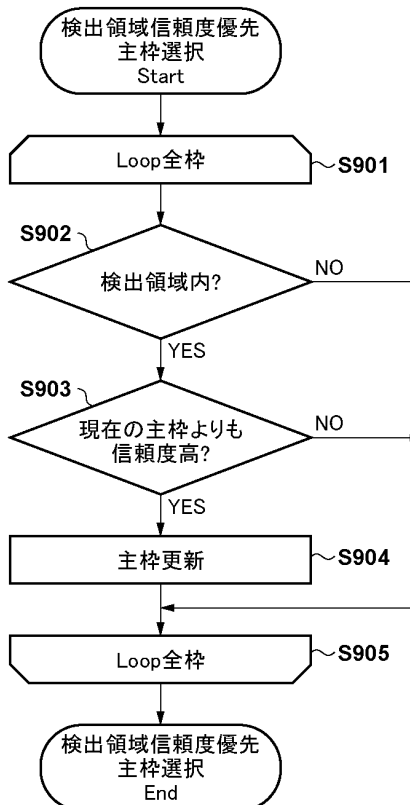 検出領域信頼度優先
主枠選択
Start
Loop全枠
S901
S902
検出領域内?
NO
YES
S903
現在の主枠よりも
信頼度高?
NO
YES
主枠更新
S904
Loop全枠
S905
検出領域信頼度優先
主枠選択
End